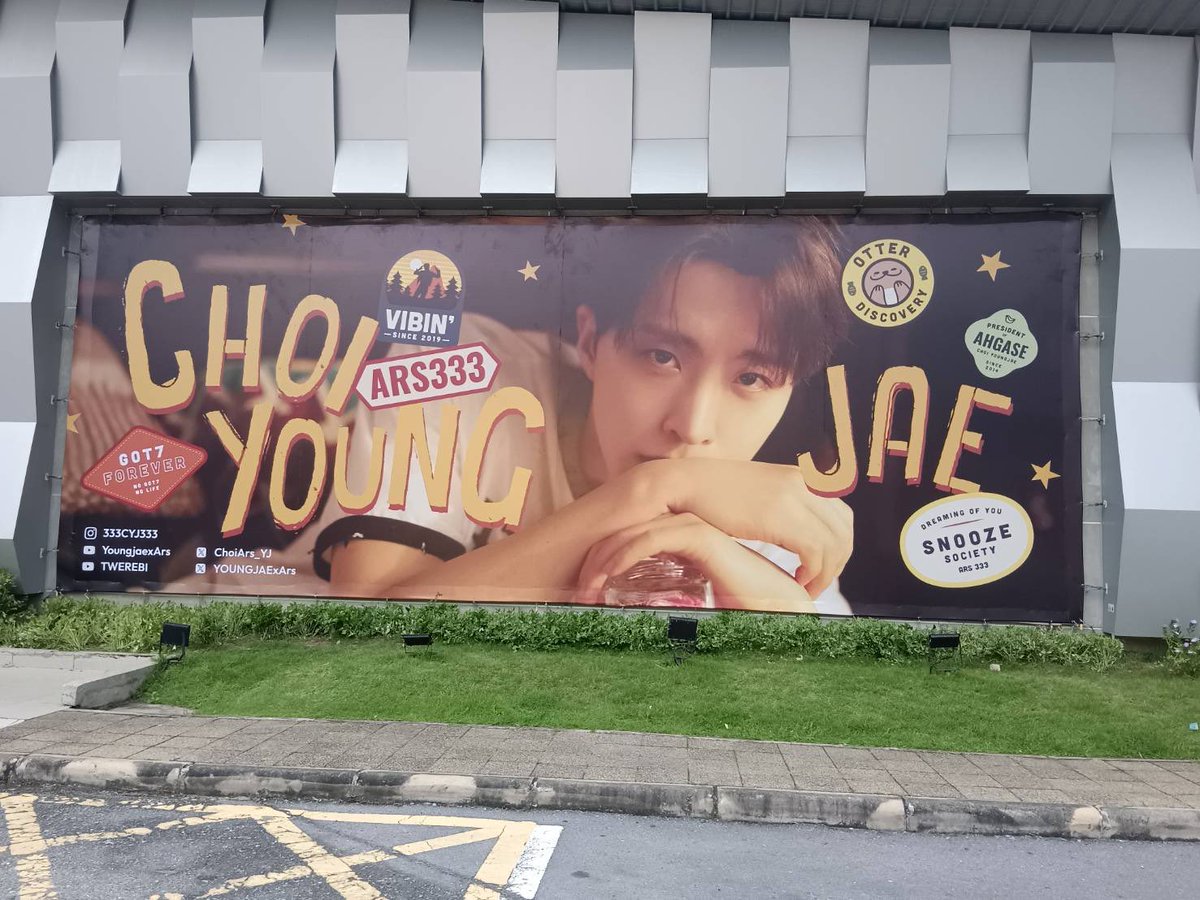 CHOI
YOUNG
JAE
VIBIN'
SINCE 2019
ARS333
GOT7
FOREVER
NO GOT7
NO LIFE
333CYJ333
YoungjaexArs
TWEREBI
ChoiArs_YJ
YOUNGJAExArs
OTTER
DISCOVERY
PRESIDENT
OF
AHGASE
CHOI YOUNGJAE
SINCE
2014
DREAMING OF YOU
SNOOZE
SOCIETY
ARS 333